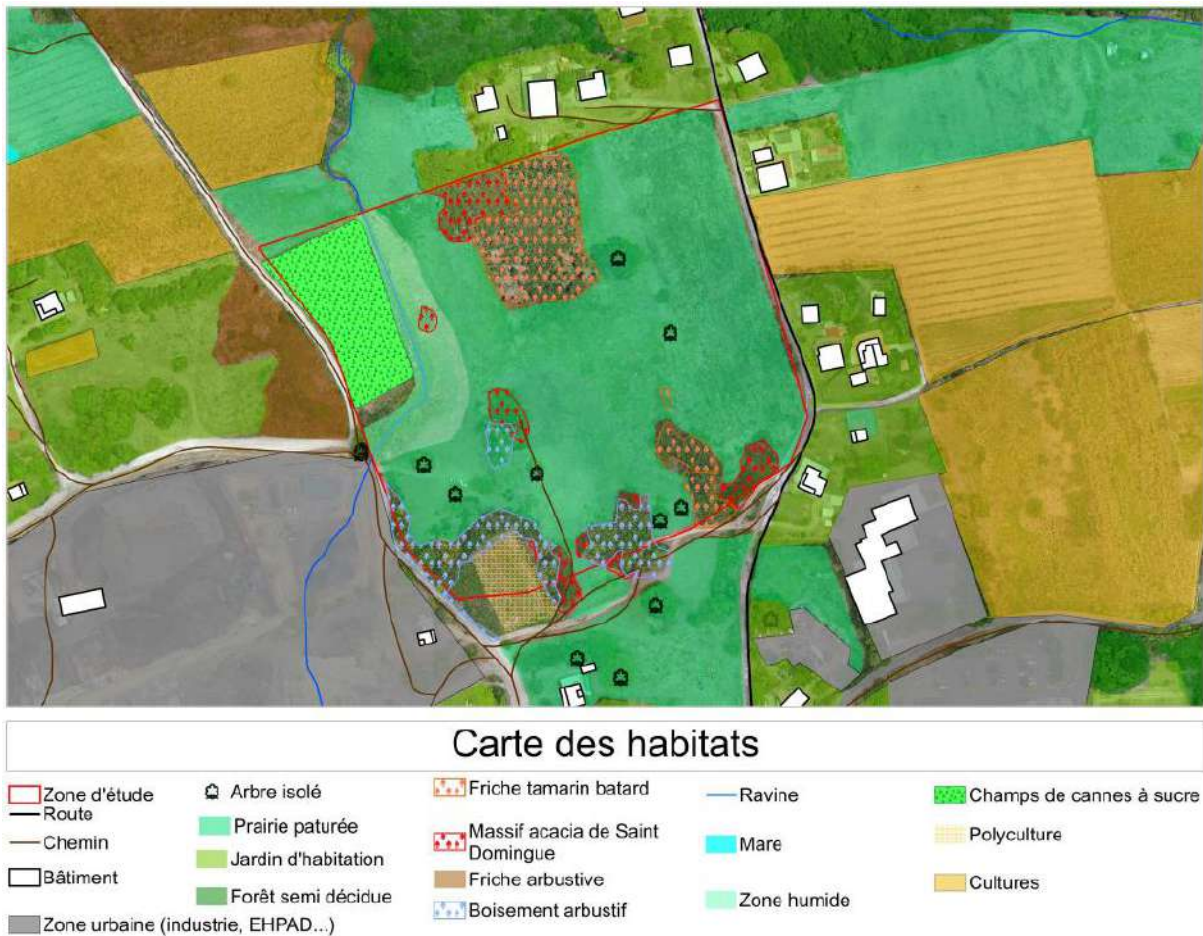 Carte des habitats
Zone d'étude
Route
Chemin
Bâtiment
Zone urbaine (industrie, EHPAD...)
Arbre isolé
Prairie paturée
Jardin d'habitation
Forêt semi décidue
Friche tamarin batard
Massif acacia de Saint
Domingue
Friche arbustive
Boisement arbustif
Ravine
Mare
Zone humide
Champs de cannes à sucre
Polyculture
Cultures